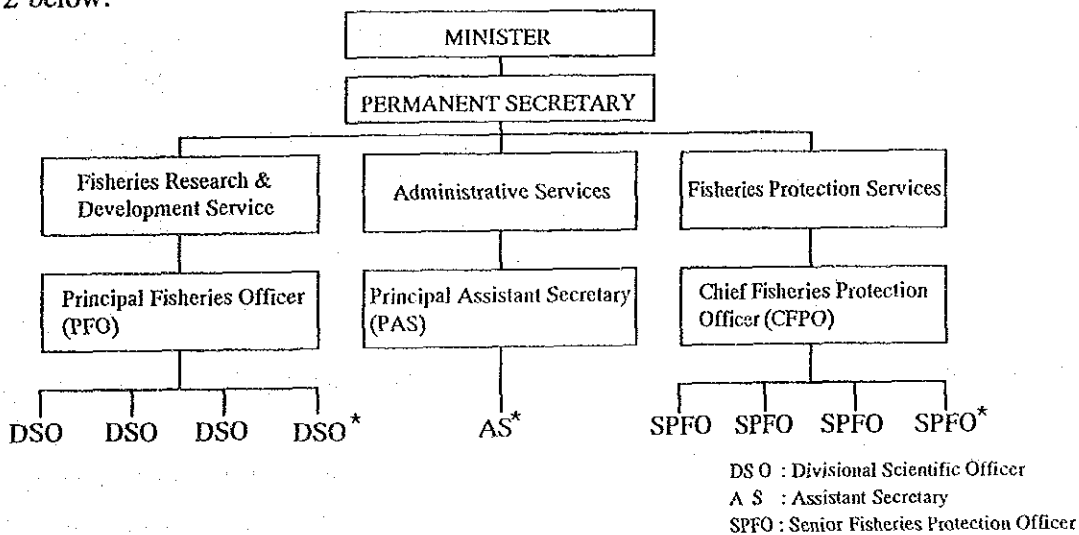 2 below.
MINISTER
PERMANENT SECRETARY
Fisheries Research &
Development Service
Administrative Services
Fisheries Protection Services
Principal Fisheries Officer
(PFO)
Principal Assistant Secretary
(PAS)
Chief Fisheries Protection
Officer (CFPO)
DSO DSO DSO DSO* AS* SPFO SPFO SPFO SPFO*
DSO : Divisional Scientific Officer
A S : Assistant Secretary
SPFO : Senior Fisheries Protection Officer